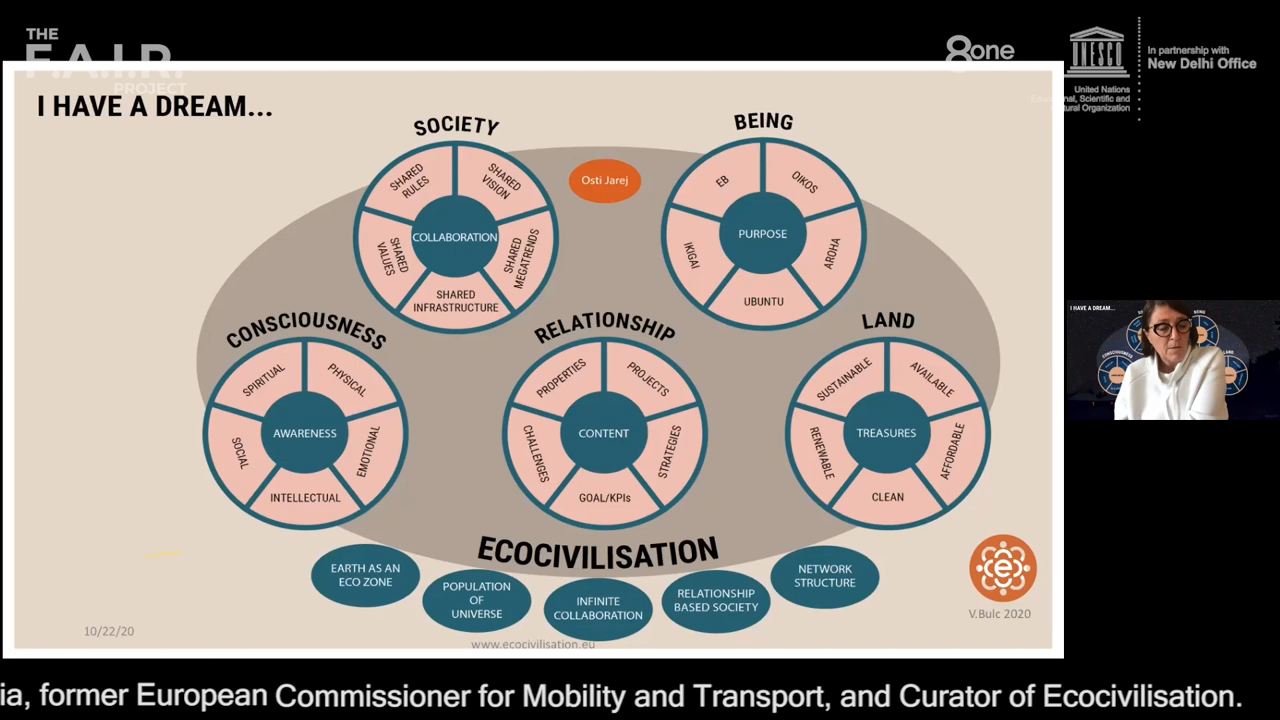 THE
F.A.I.R.
PROJECT
8one
UNESCO
United Nations
nal, Scientific and
tural Organization
In partnership with
New Delhi Office
I HAVE A DREAM...
SOCIETY
SHARED
RULES
SHARED
VISION
SHARED
VALUES
SHARED
MEGATRENDS
SHARED
INFRASTRUCTURE
COLLABORATION
Osti Jarej
BEING
EB
OIKOS
IKIGAI
AROHA
UBUNTU
PURPOSE
CONSCIOUSNESS
SPIRITUAL
PHYSICAL
SOCIAL
EMOTIONAL
INTELLECTUAL
AWARENESS
RELATIONSHIP
PROPERTIES
PROJECTS
CHALLENGES
STRATEGIES
GOAL/KPIs
CONTENT
LAND
SUSTAINABLE
AVAILABLE
RENEWABLE
AFFORDABLE
CLEAN
TREASURES
ECOCIVILISATION
EARTH AS AN
ECO ZONE
POPULATION
OF
UNIVERSE
INFINITE
COLLABORATION
RELATIONSHIP
BASED SOCIETY
NETWORK
STRUCTURE
e
V.Bulc 2020
10/22/20
www.ecocivilisation.eu
I HAVE A DREAM...
ia, former European Commissioner for Mobility and Transport, and Curator of Ecocivilisation.